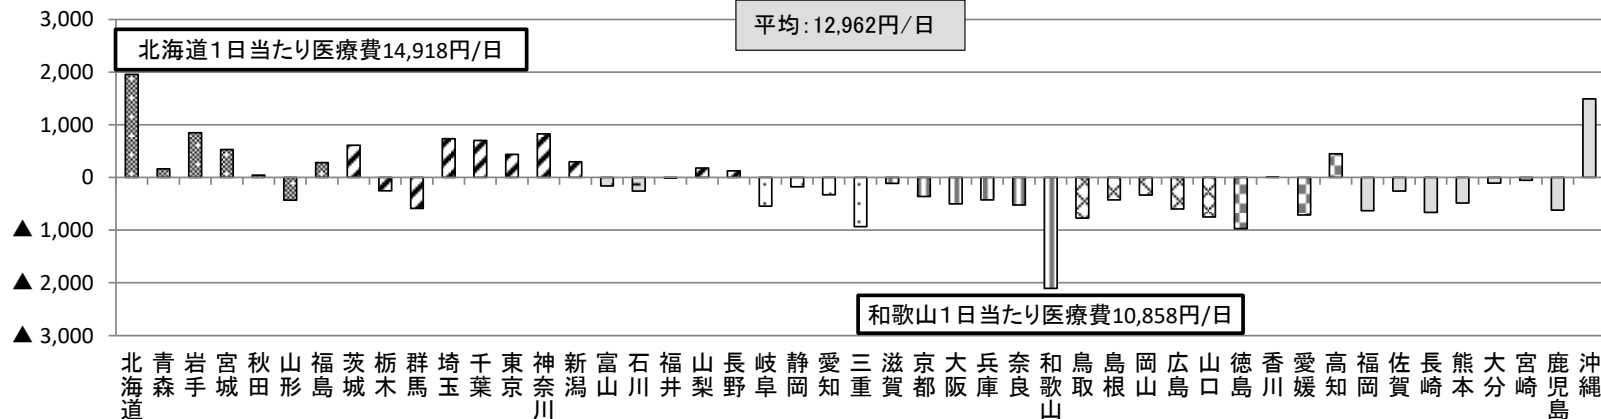 3,000
平均：12,962円/日
北海道１日当たり医療費14,918円/日
2,000
1,000
0
▲ 1,000
▲ 2,000
和歌山１日当たり医療費10,858円/日
▲ 3,000
北海道
青森
岩手
宮城
秋田
山形
福島
茨城
栃木
群馬
埼玉
千葉
東京
神奈川
新潟
富山
石川
福井
山梨
長野
岐阜
静岡
愛知
三重
滋賀
京都
大阪
兵庫
奈良
和歌山
鳥取
島根
岡山
広島
山口
徳島
香川
愛媛
高知
福岡
佐賀
長崎
熊本
大分
宮崎
鹿児島
沖縄